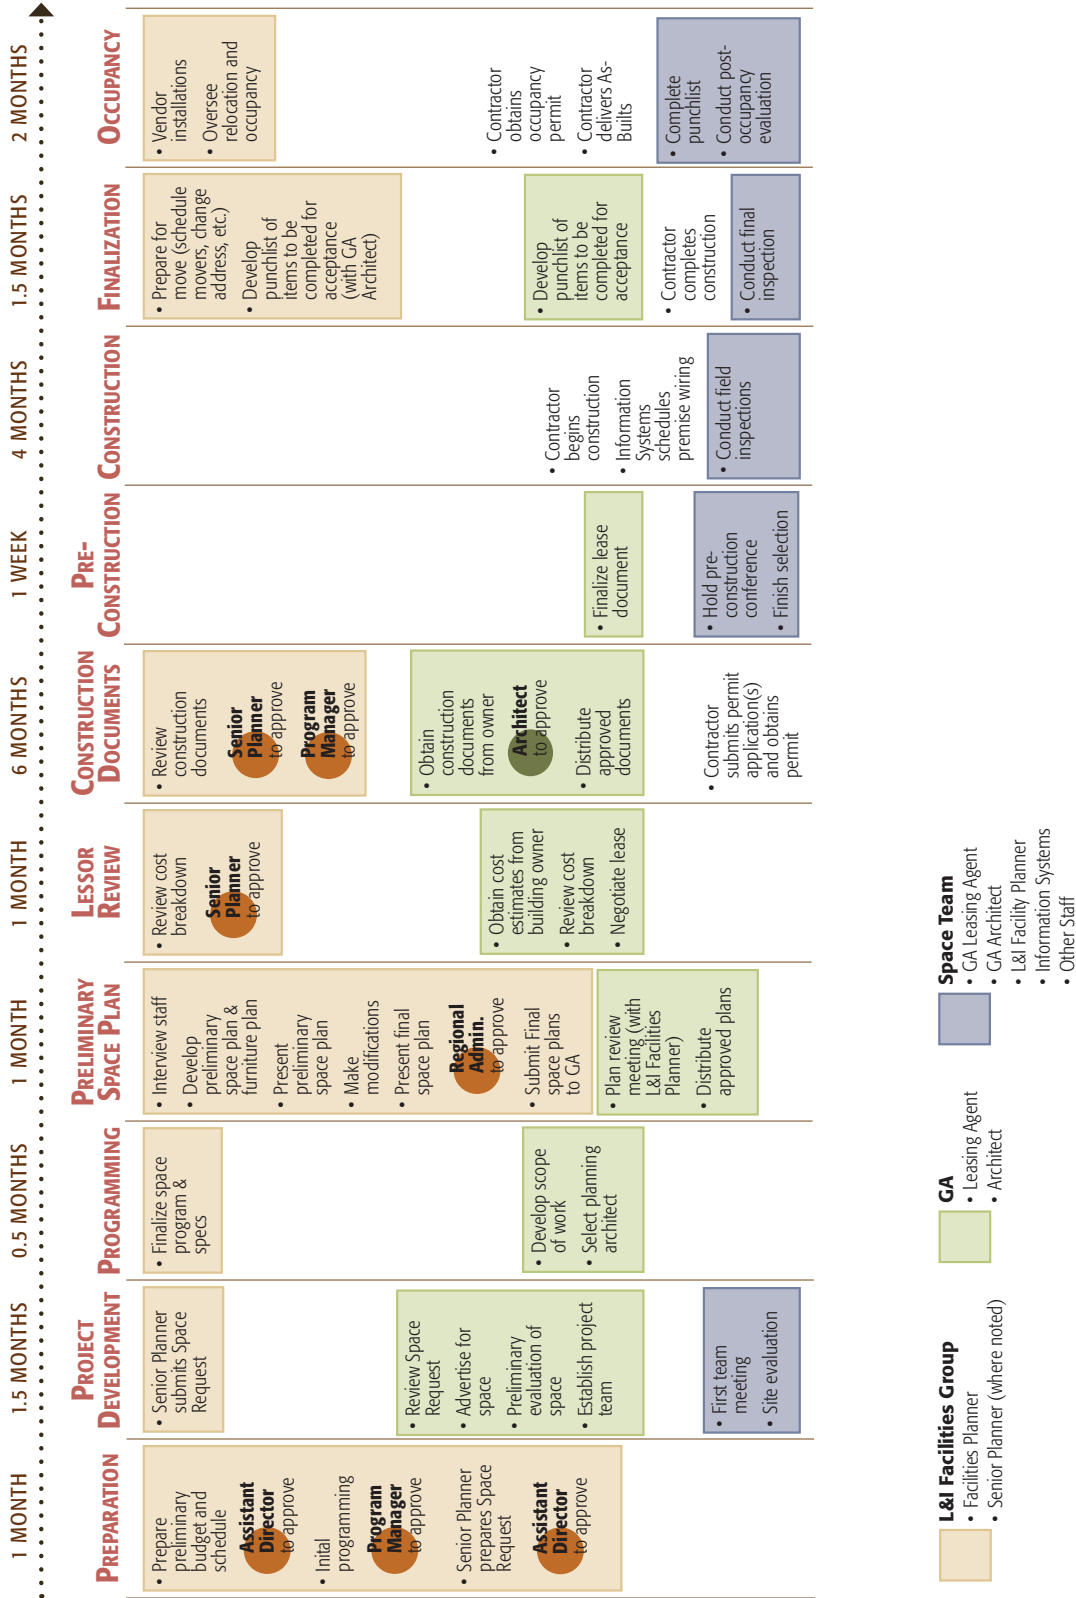 1 MONTH
1.5 MONTHS
0.5 MONTHS
1 MONTH
1 MONTH
6 MONTHS
1 WEEK
4 MONTHS
1.5 MONTHS
2 MONTHS
PREPARATION
• Prepare
preliminary
budget and
schedule
Assistant
Director
to approve
• Inital
programming
Program
Manager
to approve
• Senior Planner
prepares Space
Request
Assistant
Director
to approve
PROJECT
DEVELOPMENT
• Senior Planner
submits Space
Request
• Review Space
Request
• Advertise for
space
• Preliminary
evaluation of
space
• Establish project
team
• First team
meeting
• Site evaluation
PROGRAMMING
• Finalize space
program &
specs
• Develop scope
of work
• Select planning
architect
PRELIMINARY
SPACE PLAN
• Interview staff
• Develop
preliminary
space plan &
furniture plan
• Present
preliminary
space plan
• Make
modifications
• Present final
space plan
Regional
Admin.
to approve
• Submit Final
space plans
to GA
• Plan review
meeting (with
L&I Facilities
Planner)
• Distribute
approved plans
LESSOR
REVIEW
• Review cost
breakdown
Senior
Planner
to approve
• Obtain cost
estimates from
building owner
• Review cost
breakdown
• Negotiate lease
CONSTRUCTION
DOCUMENTS
• Review
construction
documents
Senior
Planner
to approve
Program
Manager
to approve
• Obtain
construction
documents
from owner
Architect
to approve
• Distribute
approved
documents
• Contractor
submits permit
application(s)
and obtains
permit
PRE-
CONSTRUCTION
• Finalize lease
document
• Hold pre-
construction
conference
• Finish selection
CONSTRUCTION
• Contractor
begins
construction
• Information
Systems
schedules
premise wiring
• Conduct field
inspections
FINALIZATION
• Prepare for
move (schedule
movers, change
address, etc.)
• Develop
punchlist of
items to be
completed for
acceptance
(with GA
Architect)
• Develop
punchlist of
items to be
completed for
acceptance
• Contractor
completes
construction
• Conduct final
inspection
OCCUPANCY
• Vendor
installations
• Oversee
relocation and
occupancy
• Contractor
obtains
occupancy
permit
• Contractor
delivers As-
Builts
• Complete
punchlist
• Conduct post-
occupancy
evaluation
L&I Facilities Group
• Facilities Planner
• Senior Planner (where noted)
GA
• Leasing Agent
• Architect
Space Team
• GA Leasing Agent
• GA Architect
• L&I Facility Planner
• Information Systems
• Other Staff